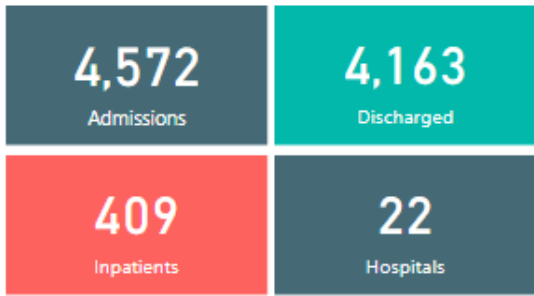 4,572
Admissions
4,163
Discharged
409
Inpatients
22
Hospitals